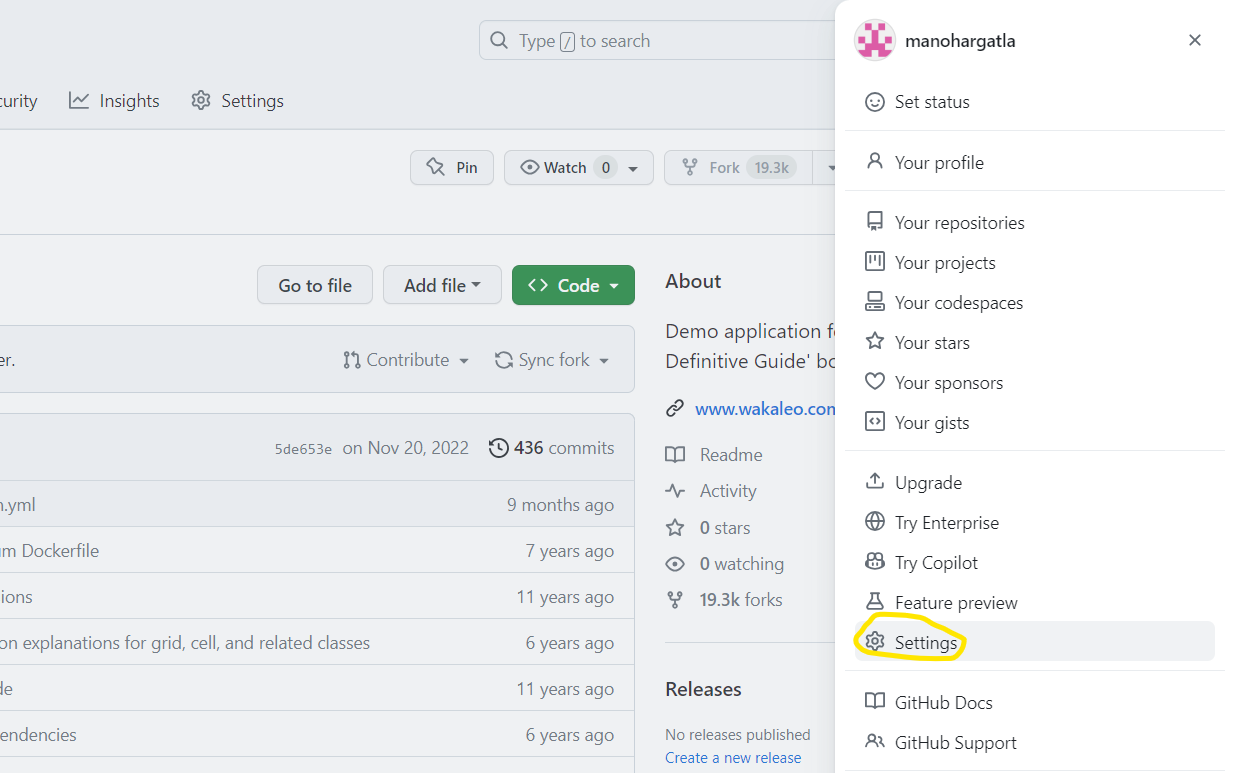 Type / to search
curity
Insights
Settings
Pin
Watch 0
Fork 19.3k
Go to file
Add file
Code
er.
Contribute
Sync fork
5de653e on Nov 20, 2022
436 commits
n.yml
9 months ago
um Dockerfile
7 years ago
ions
11 years ago
on explanations for grid, cell, and related classes
6 years ago
de
11 years ago
endencies
6 years ago
About
Demo application f
Definitive Guide' bo
www.wakaleo.com
Readme
Activity
0 stars
0 watching
19.3k forks
Releases
No releases published
Create a new release
manohargatla
Set status
Your profile
Your repositories
Your projects
Your codespaces
Your stars
Your sponsors
Your gists
Upgrade
Try Enterprise
Try Copilot
Feature preview
Settings
GitHub Docs
GitHub Support